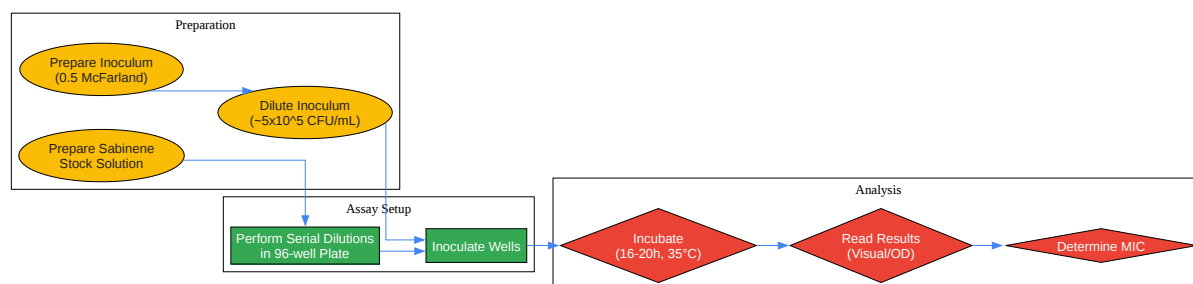 Preparation
Prepare Inoculum
(0.5 McFarland)
Dilute Inoculum
(~5x10^5 CFU/mL)
Prepare Sabinene
Stock Solution
Assay Setup
Perform Serial Dilutions
in 96-well Plate
Inoculate Wells
Analysis
Incubate
(16-20h, 35°C)
Read Results
(Visual/OD)
Determine MIC